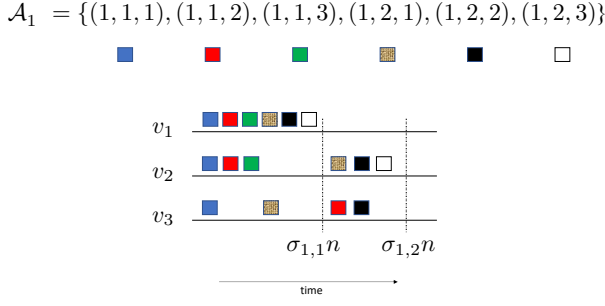 𝒜₁ = {(1, 1, 1), (1, 1, 2), (1, 1, 3), (1, 2, 1), (1, 2, 2), (1, 2, 3)}
v₁
v₂
v₃
σ₁,₁n σ₁,₂n
time